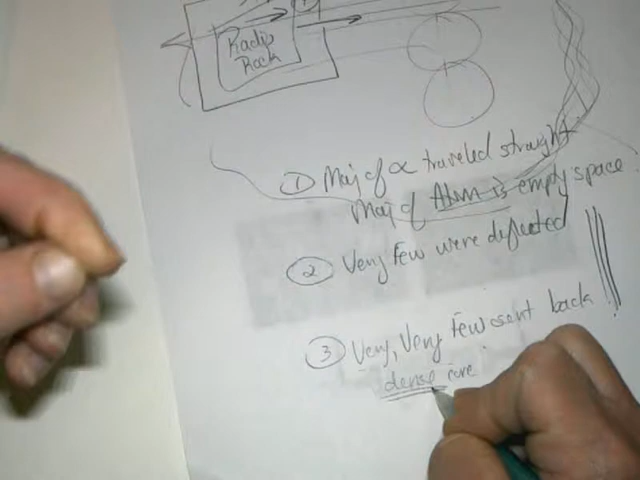 Radio
Rock
① Maj of α traveled straight
Maj of Atom is empty space.
② Very few were deflected
③ Very, Very few sent back
dense core